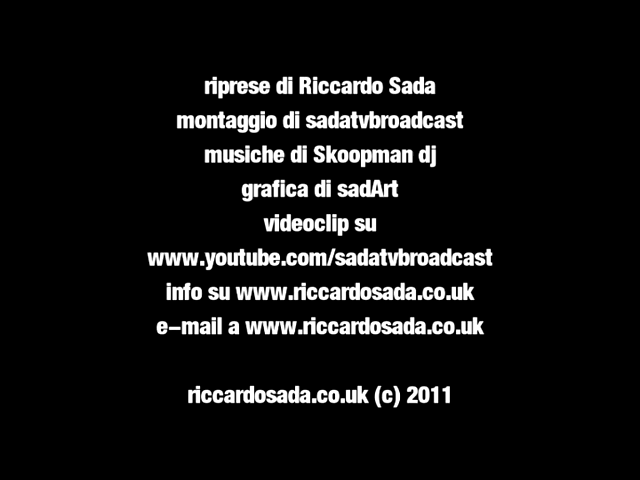 riprese di Riccardo Sada
montaggio di sadatvbroadcast
musiche di Skoopman dj
grafica di sadArt
videoclip su
www.youtube.com/sadatvbroadcast
info su www.riccardosada.co.uk
e-mail a www.riccardosada.co.uk
riccardosada.co.uk (c) 2011